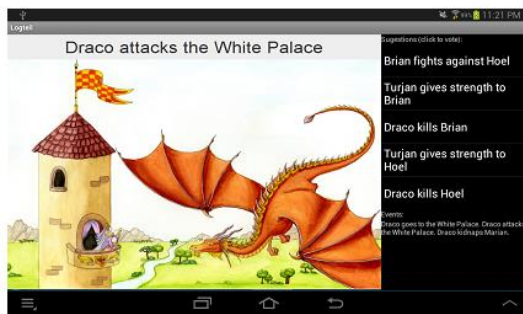 11:21 PM
Logtell
Draco attacks the White Palace
Sugestions (click to vote):
Brian fights against Hoel
Turjan gives strength to
Brian
Draco kills Brian
Turjan gives strength to
Hoel
Draco kills Hoel
Events:
Draco goes to the White Palace. Draco attack
the White Palace. Draco kidnaps Marian.